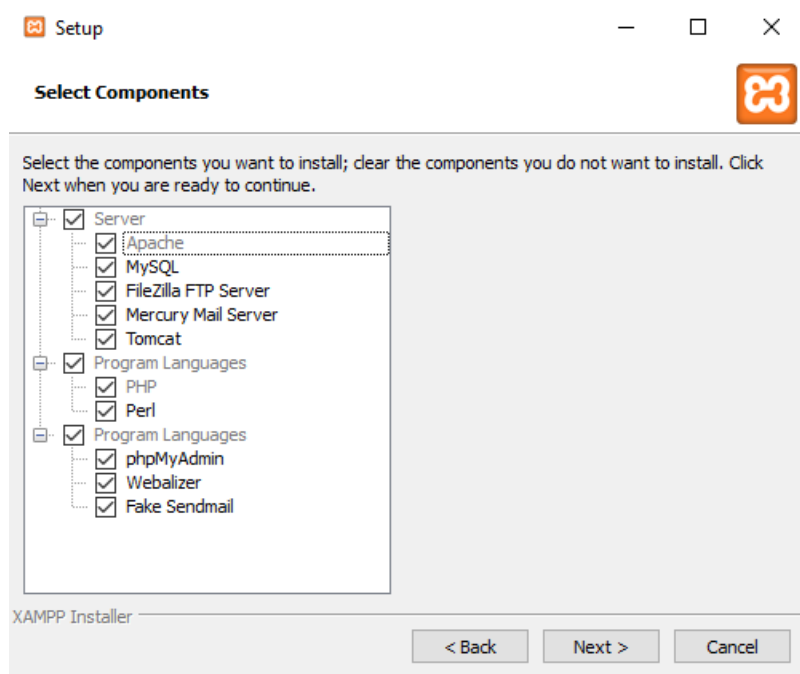 Setup
Select Components
Select the components you want to install; clear the components you do not want to install. Click
Next when you are ready to continue.
Server
Apache
MySQL
FileZilla FTP Server
Mercury Mail Server
Tomcat
Program Languages
PHP
Perl
Program Languages
phpMyAdmin
Webalizer
Fake Sendmail
XAMPP Installer
< Back Next > Cancel